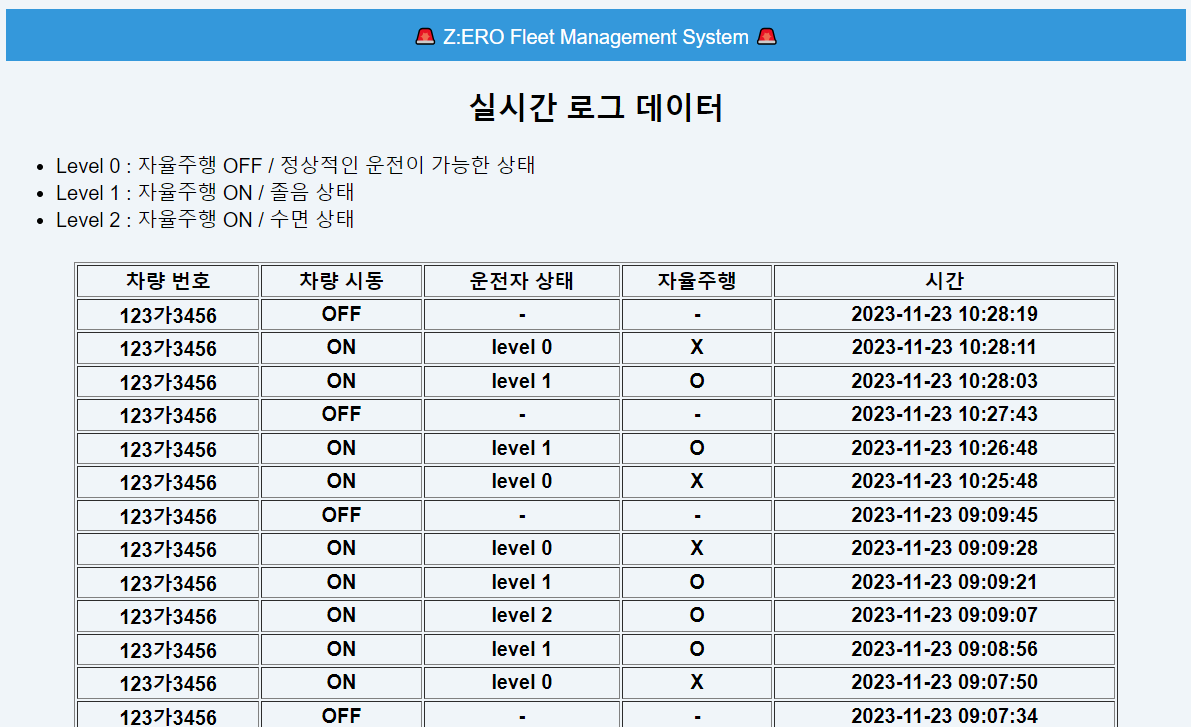 🚨 Z:ERO Fleet Management System 🚨
실시간 로그 데이터
• Level 0 : 자율주행 OFF / 정상적인 운전이 가능한 상태
• Level 1 : 자율주행 ON / 졸음 상태
• Level 2 : 자율주행 ON / 수면 상태
차량 번호 차량 시동 운전자 상태 자율주행 시간
123가3456 OFF - - 2023-11-23 10:28:19
123가3456 ON level 0 X 2023-11-23 10:28:11
123가3456 ON level 1 O 2023-11-23 10:28:03
123가3456 OFF - - 2023-11-23 10:27:43
123가3456 ON level 1 O 2023-11-23 10:26:48
123가3456 ON level 0 X 2023-11-23 10:25:48
123가3456 OFF - - 2023-11-23 09:09:45
123가3456 ON level 0 X 2023-11-23 09:09:28
123가3456 ON level 1 O 2023-11-23 09:09:21
123가3456 ON level 2 O 2023-11-23 09:09:07
123가3456 ON level 1 O 2023-11-23 09:08:56
123가3456 ON level 0 X 2023-11-23 09:07:50
123가3456 OFF - - 2023-11-23 09:07:34